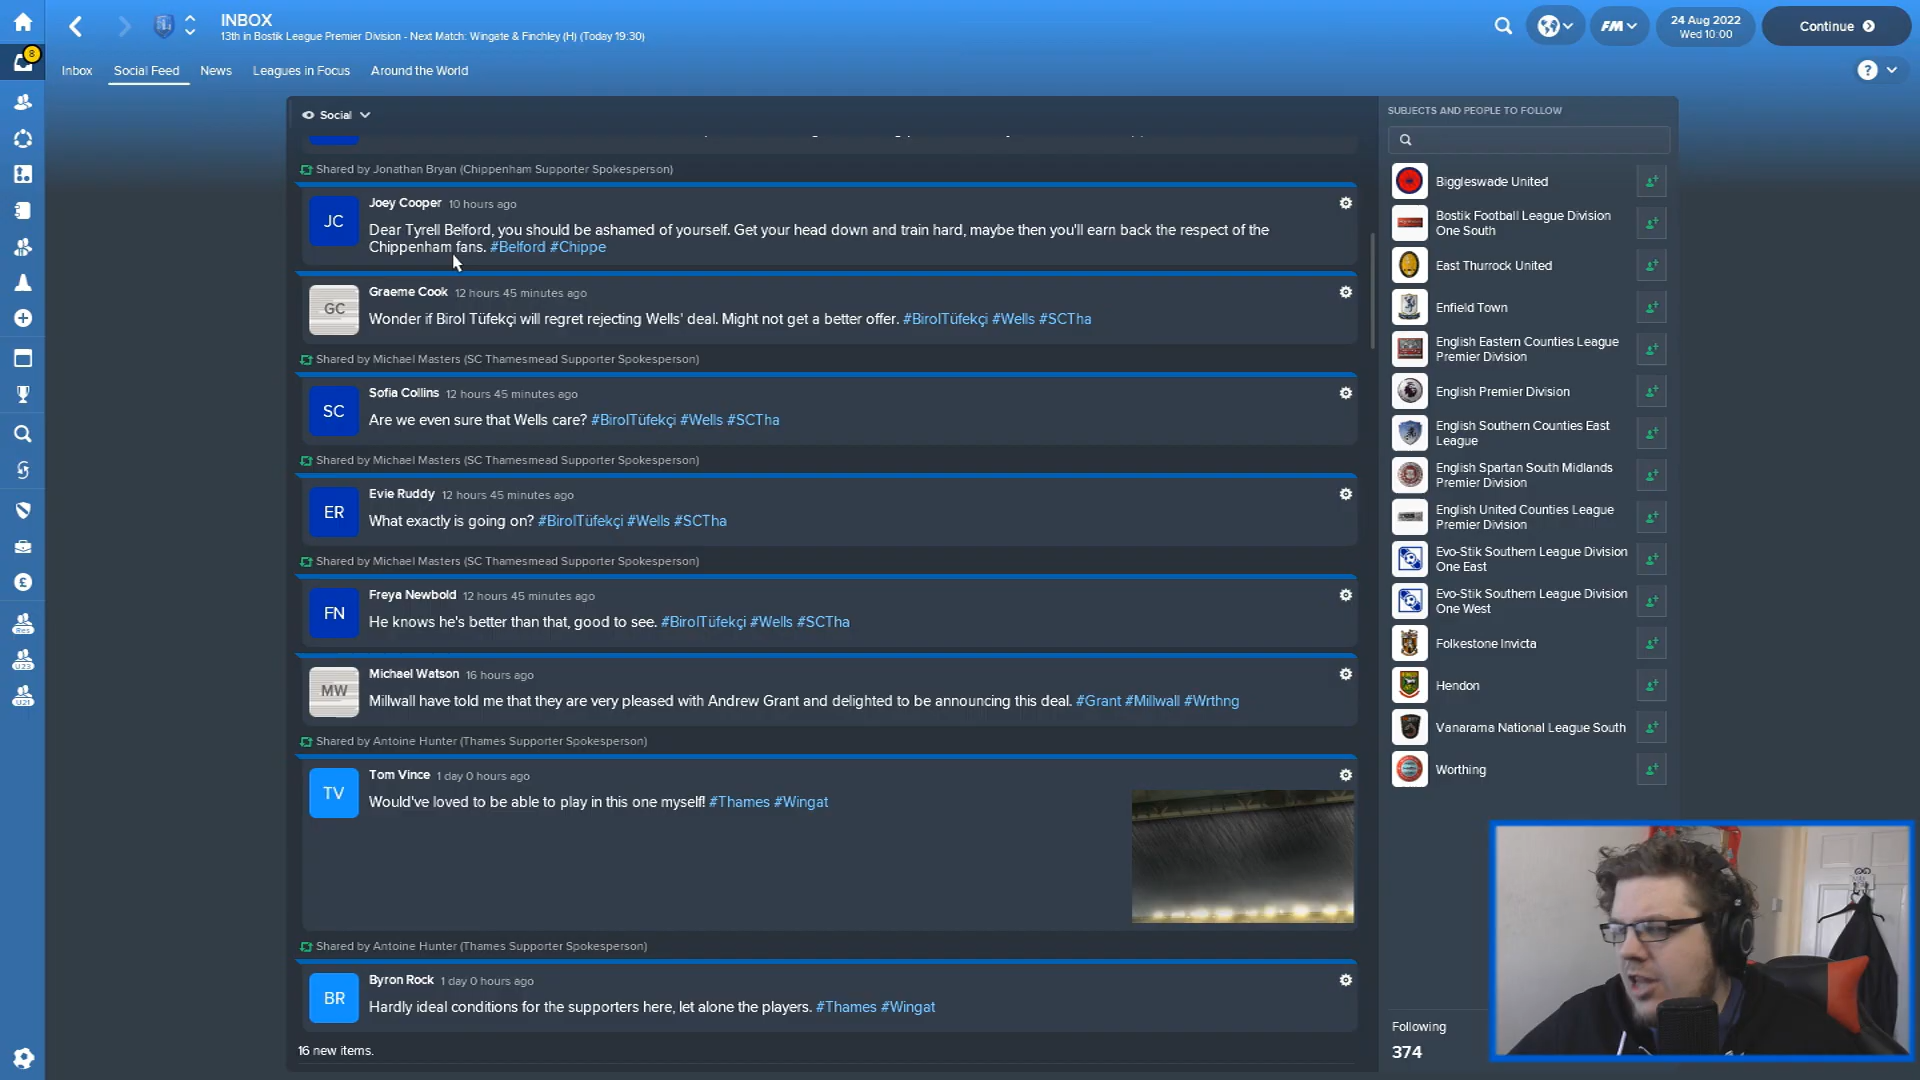 8
INBOX
13th in Bostik League Premier Division - Next Match: Wingate & Finchley (H) (Today 19:30)
FM
24 Aug 2022
Wed 10:00
Continue
Inbox
Social Feed
News
Leagues in Focus
Around the World
?
Social
Shared by Jonathan Bryan (Chippenham Supporter Spokesperson)
JC
Joey Cooper 10 hours ago
Dear Tyrell Belford, you should be ashamed of yourself. Get your head down and train hard, maybe then you'll earn back the respect of the
Chippenham fans. #Belford #Chippe
GC
Graeme Cook 12 hours 45 minutes ago
Wonder if Birol Tüfekçi will regret rejecting Wells' deal. Might not get a better offer. #BirolTüfekçi #Wells #SCTha
Shared by Michael Masters (SC Thamesmead Supporter Spokesperson)
SC
Sofia Collins 12 hours 45 minutes ago
Are we even sure that Wells care? #BirolTüfekçi #Wells #SCTha
Shared by Michael Masters (SC Thamesmead Supporter Spokesperson)
ER
Evie Ruddy 12 hours 45 minutes ago
What exactly is going on? #BirolTüfekçi #Wells #SCTha
Shared by Michael Masters (SC Thamesmead Supporter Spokesperson)
FN
Freya Newbold 12 hours 45 minutes ago
He knows he's better than that, good to see. #BirolTüfekçi #Wells #SCTha
MW
Michael Watson 16 hours ago
Millwall have told me that they are very pleased with Andrew Grant and delighted to be announcing this deal. #Grant #Millwall #Wrthng
Shared by Antoine Hunter (Thames Supporter Spokesperson)
TV
Tom Vince 1 day 0 hours ago
Would've loved to be able to play in this one myself! #Thames #Wingat
Shared by Antoine Hunter (Thames Supporter Spokesperson)
BR
Byron Rock 1 day 0 hours ago
Hardly ideal conditions for the supporters here, let alone the players. #Thames #Wingat
16 new items.
SUBJECTS AND PEOPLE TO FOLLOW
Biggleswade United
Bostik Football League Division
One South
East Thurrock United
Enfield Town
English Eastern Counties League
Premier Division
English Premier Division
English Southern Counties East
League
English Spartan South Midlands
Premier Division
English United Counties League
Premier Division
Evo-Stik Southern League Division
One East
Evo-Stik Southern League Division
One West
Folkestone Invicta
Hendon
Vanarama National League South
Worthing
Following
374
Res
U23
U21